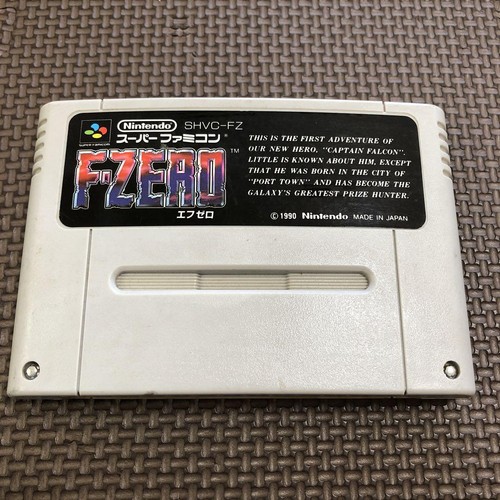 Nintendo SHVC-FZ
スーパーファミコン
F-ZERO™
エフゼロ
THIS IS THE FIRST ADVENTURE OF
OUR NEW HERO, "CAPTAIN FALCON".
LITTLE IS KNOWN ABOUT HIM, EXCEPT
THAT HE WAS BORN IN THE CITY OF
"PORT TOWN" AND HAS BECOME THE
GALAXY'S GREATEST PRIZE HUNTER.
© 1990 Nintendo MADE IN JAPAN